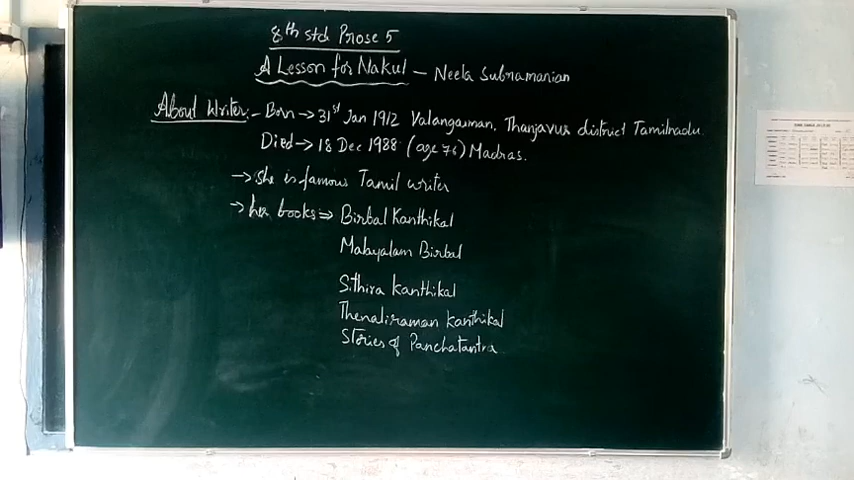 8th std Prose 5
A Lesson for Nakul - Neela Subramanian
About Writer:- Born → 31st Jan 1912 Valangaiman, Thanjavur district Tamilnadu.
Died → 18 Dec 1988 (age 76) Madras.
→ she is famous Tamil writer
→ her books ⇒ Birbal Kanthikal
Malayalam Birbal
Sithira Kanthikal
Thenaliraman Kanthikal
Stories of Panchatantra